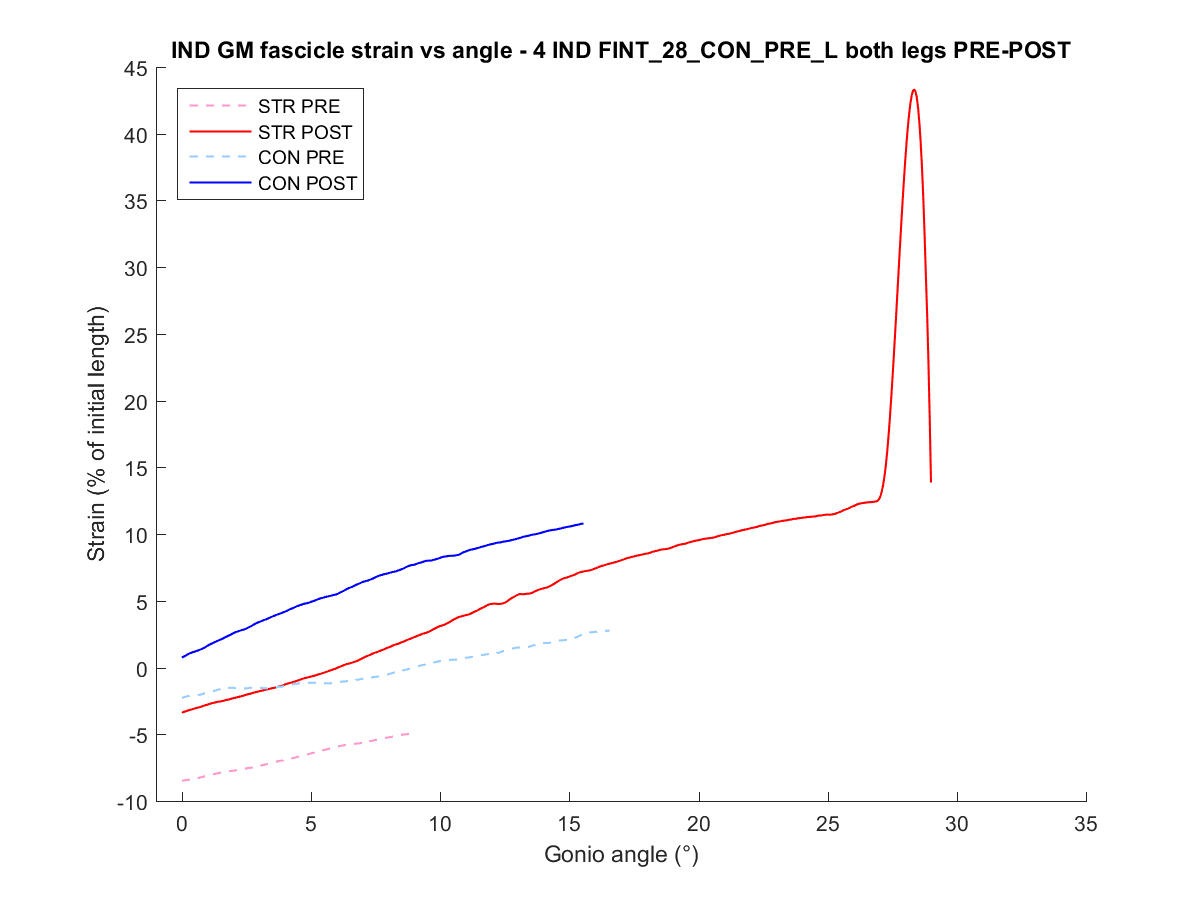 IND GM fascicle strain vs angle - 4 IND FINT_28_CON_PRE_L both legs PRE-POST
45
40
35
30
25
20
15
10
5
0
-5
-10
STR PRE
STR POST
CON PRE
CON POST
Strain (% of initial length)
0 5 10 15 20 25 30 35
Gonio angle (°)